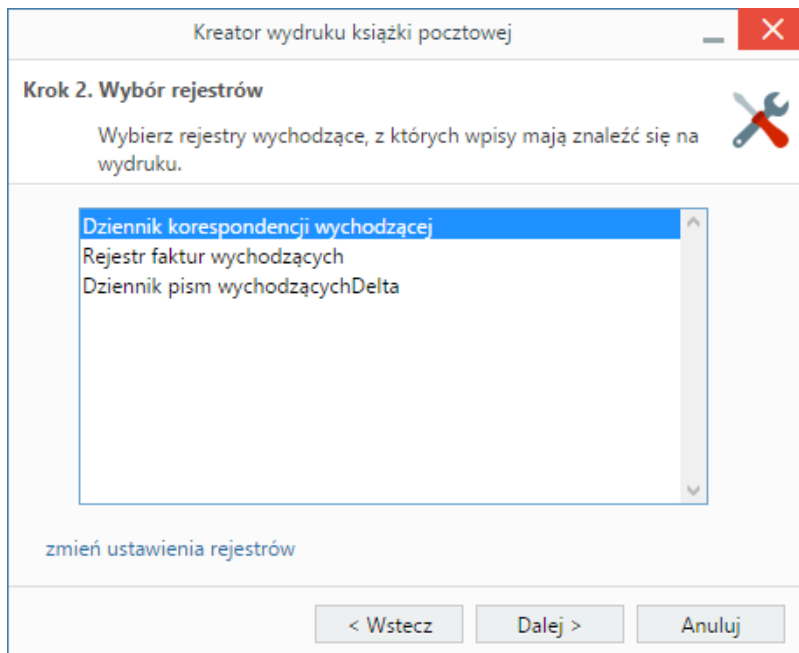 Kreator wydruku książki pocztowej
Krok 2. Wybór rejestrów
Wybierz rejestry wychodzące, z których wpisy mają znaleźć się na
wydruku.
Dziennik korespondencji wychodzącej
Rejestr faktur wychodzących
Dziennik pism wychodzącychDelta
zmień ustawienia rejestrów
< Wstecz
Dalej >
Anuluj